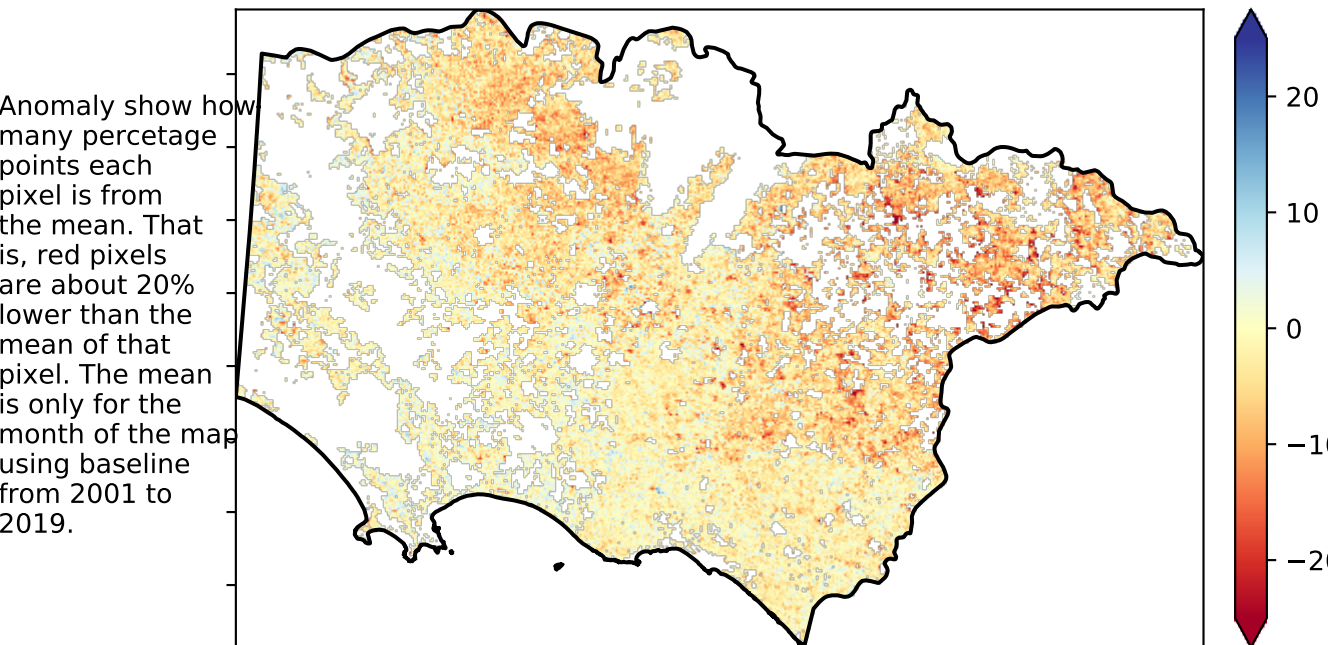 Anomaly show how
many percetage
points each
pixel is from
the mean. That
is, red pixels
are about 20%
lower than the
mean of that
pixel. The mean
is only for the
month of the map
using baseline
from 2001 to
2019.
20
10
0
−10
−20